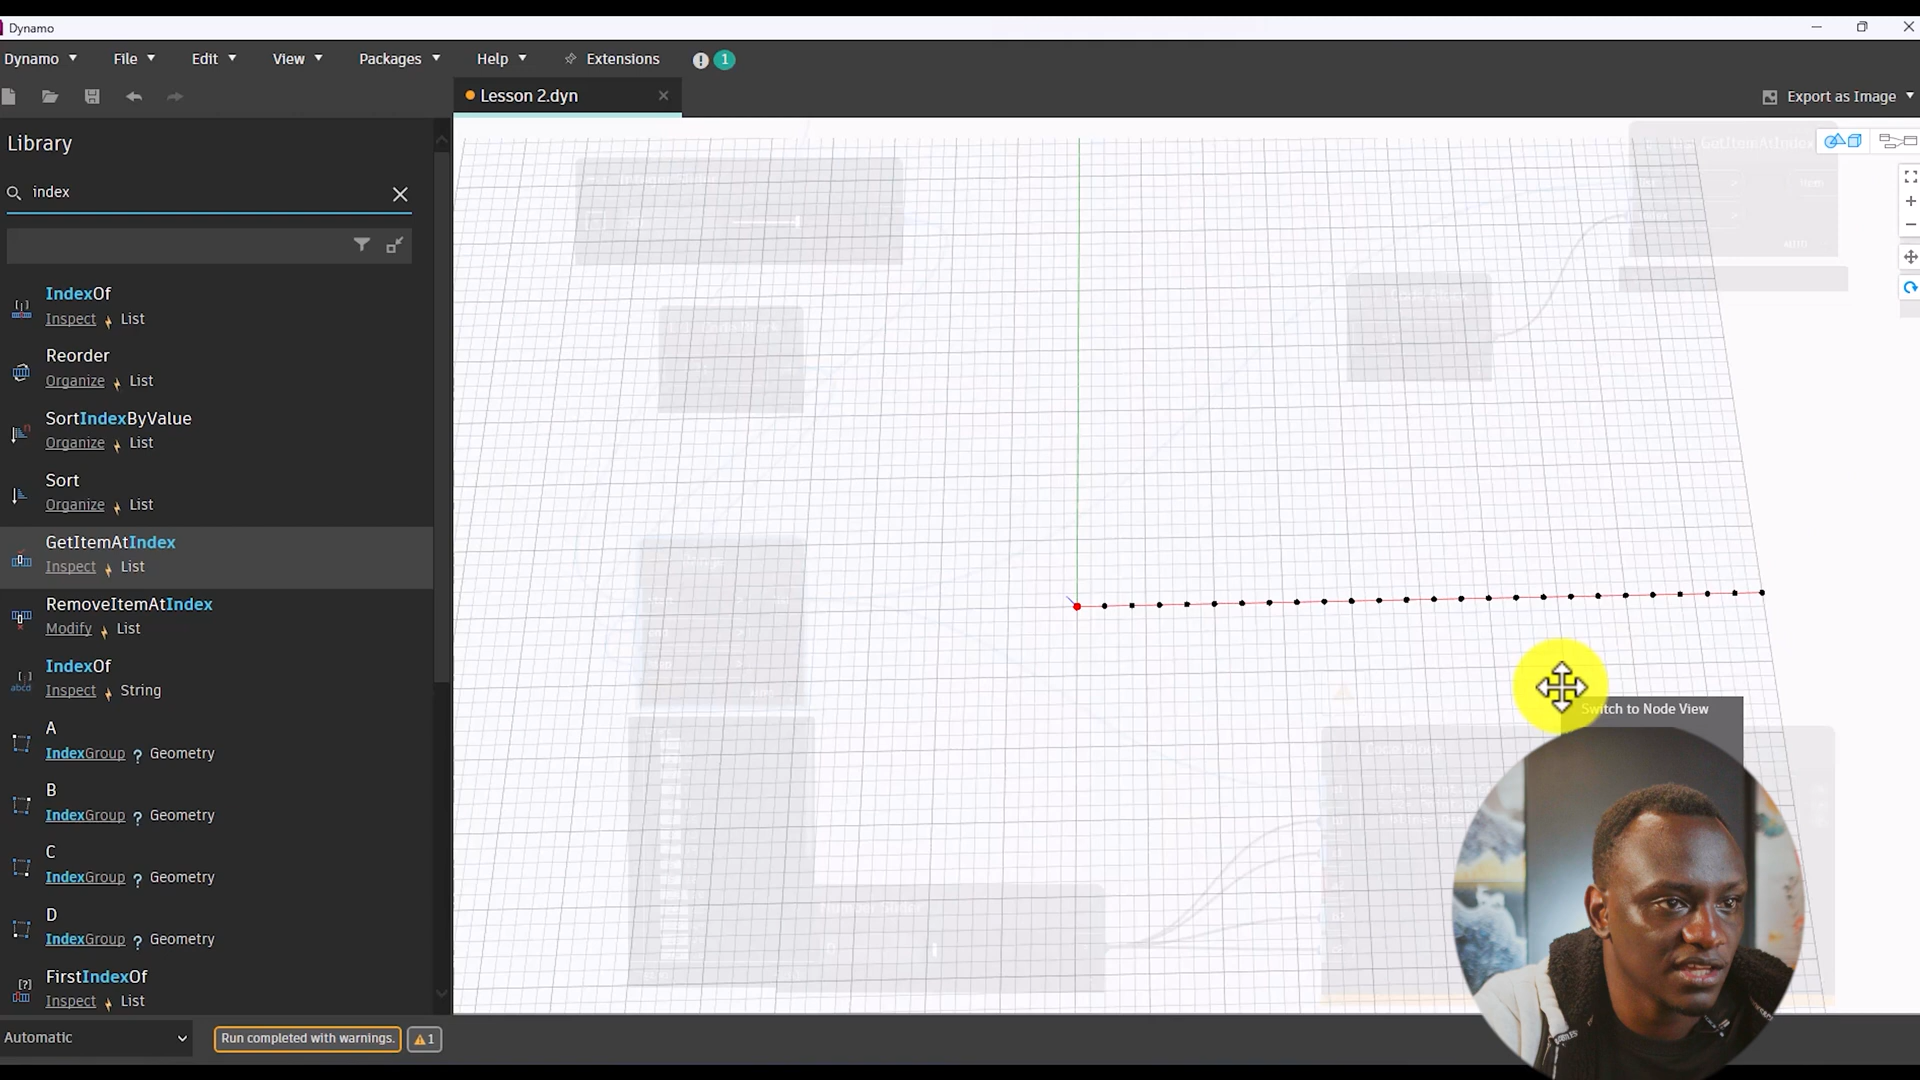 Dynamo
Dynamo File Edit View Packages Help Extensions 1
Lesson 2.dyn
Export as Image
Library
index
IndexOf
Inspect List
Reorder
Organize List
SortIndexByValue
Organize List
Sort
Organize List
GetItemAtIndex
Inspect List
RemoveItemAtIndex
Modify List
IndexOf
Inspect String
A
IndexGroup ? Geometry
B
IndexGroup ? Geometry
C
IndexGroup ? Geometry
D
IndexGroup ? Geometry
FirstIndexOf
Inspect List
GetItemAtIndex
AUTO
Switch to Node View
Automatic
Run completed with warnings. 1